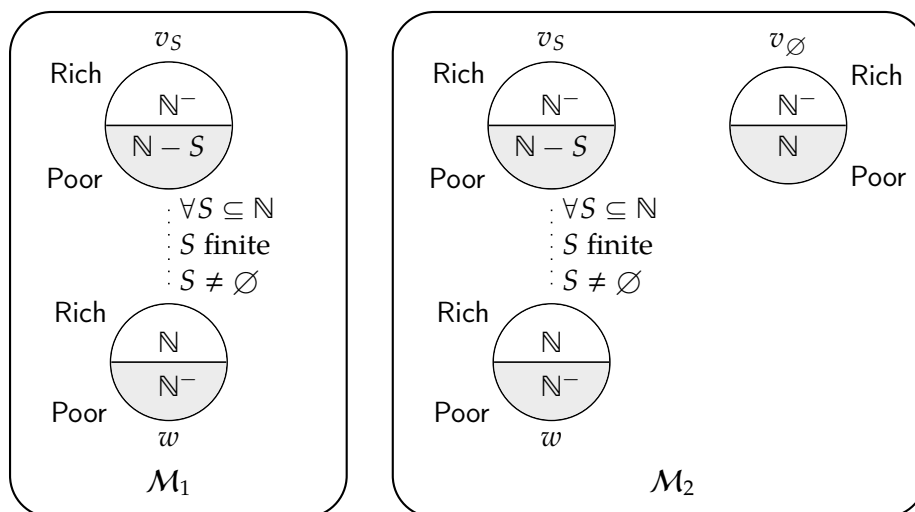 v_S
Rich
ℕ⁻
ℕ − S
Poor
∀S ⊆ ℕ
S finite
S ≠ ∅
Rich
ℕ
ℕ⁻
Poor
w
ℳ₁
v_S
Rich
ℕ⁻
ℕ − S
Poor
∀S ⊆ ℕ
S finite
S ≠ ∅
Rich
ℕ
ℕ⁻
Poor
w
v_∅
Rich
ℕ⁻
ℕ
Poor
ℳ₂